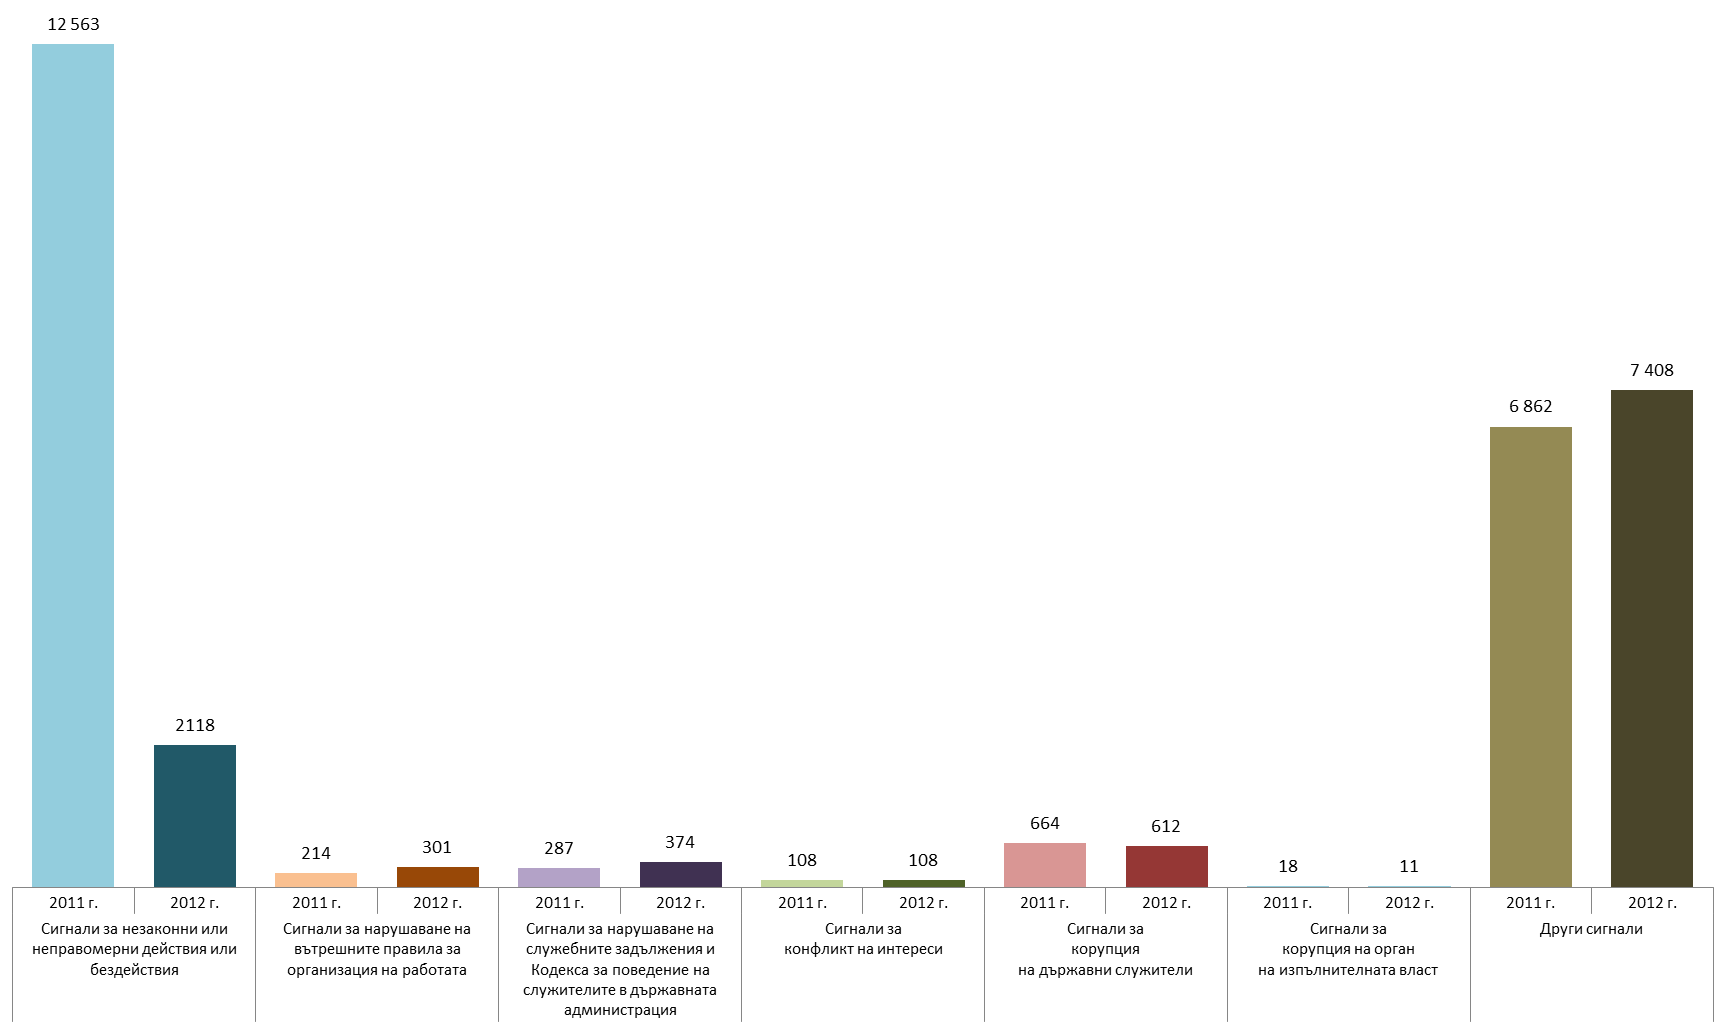 12 563
7 408
6 862
2118
664
612
374
301
287
214
108
108
18
11
2011 г.
2012 г.
2011 г.
2012 г.
2011 г.
2012 г.
2011 г.
2012 г.
2011 г.
2012 г.
2011 г.
2012 г.
2011 г.
2012 г.
Сигнали за незаконни или
неправомерни действия или
бездействия
Сигнали за нарушаване на
вътрешните правила за
организация на работата
Сигнали за нарушаване на
служебните задължения и
Кодекса за поведение на
служителите в държавната
администрация
Сигнали за
конфликт на интереси
Сигнали за
корупция
на държавни служители
Сигнали за
корупция на орган
на изпълнителната власт
Други сигнали